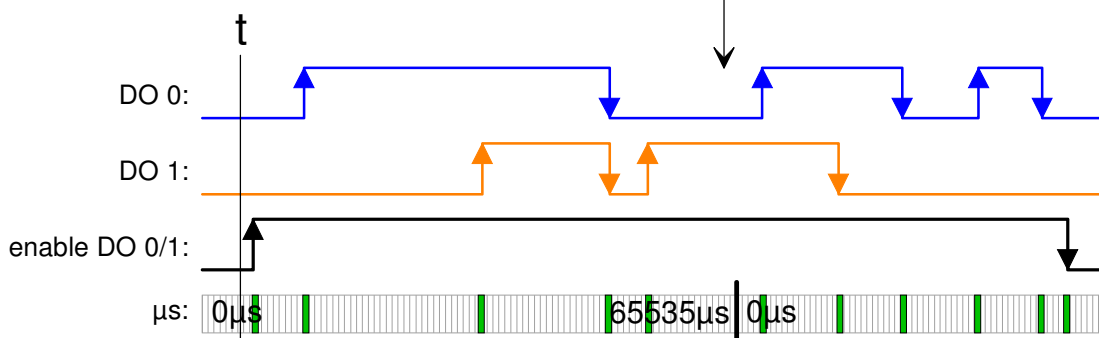 t
DO 0:
DO 1:
enable DO 0/1:
µs: 0µs 65535µs 0µs